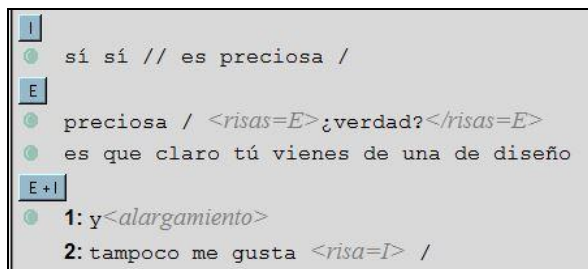 I
sí sí // es preciosa /
E
preciosa / <risas=E>¿verdad?</risas=E>
es que claro tú vienes de una de diseño
E + I
1: y<alargamiento>
2: tampoco me gusta <risa=I> /